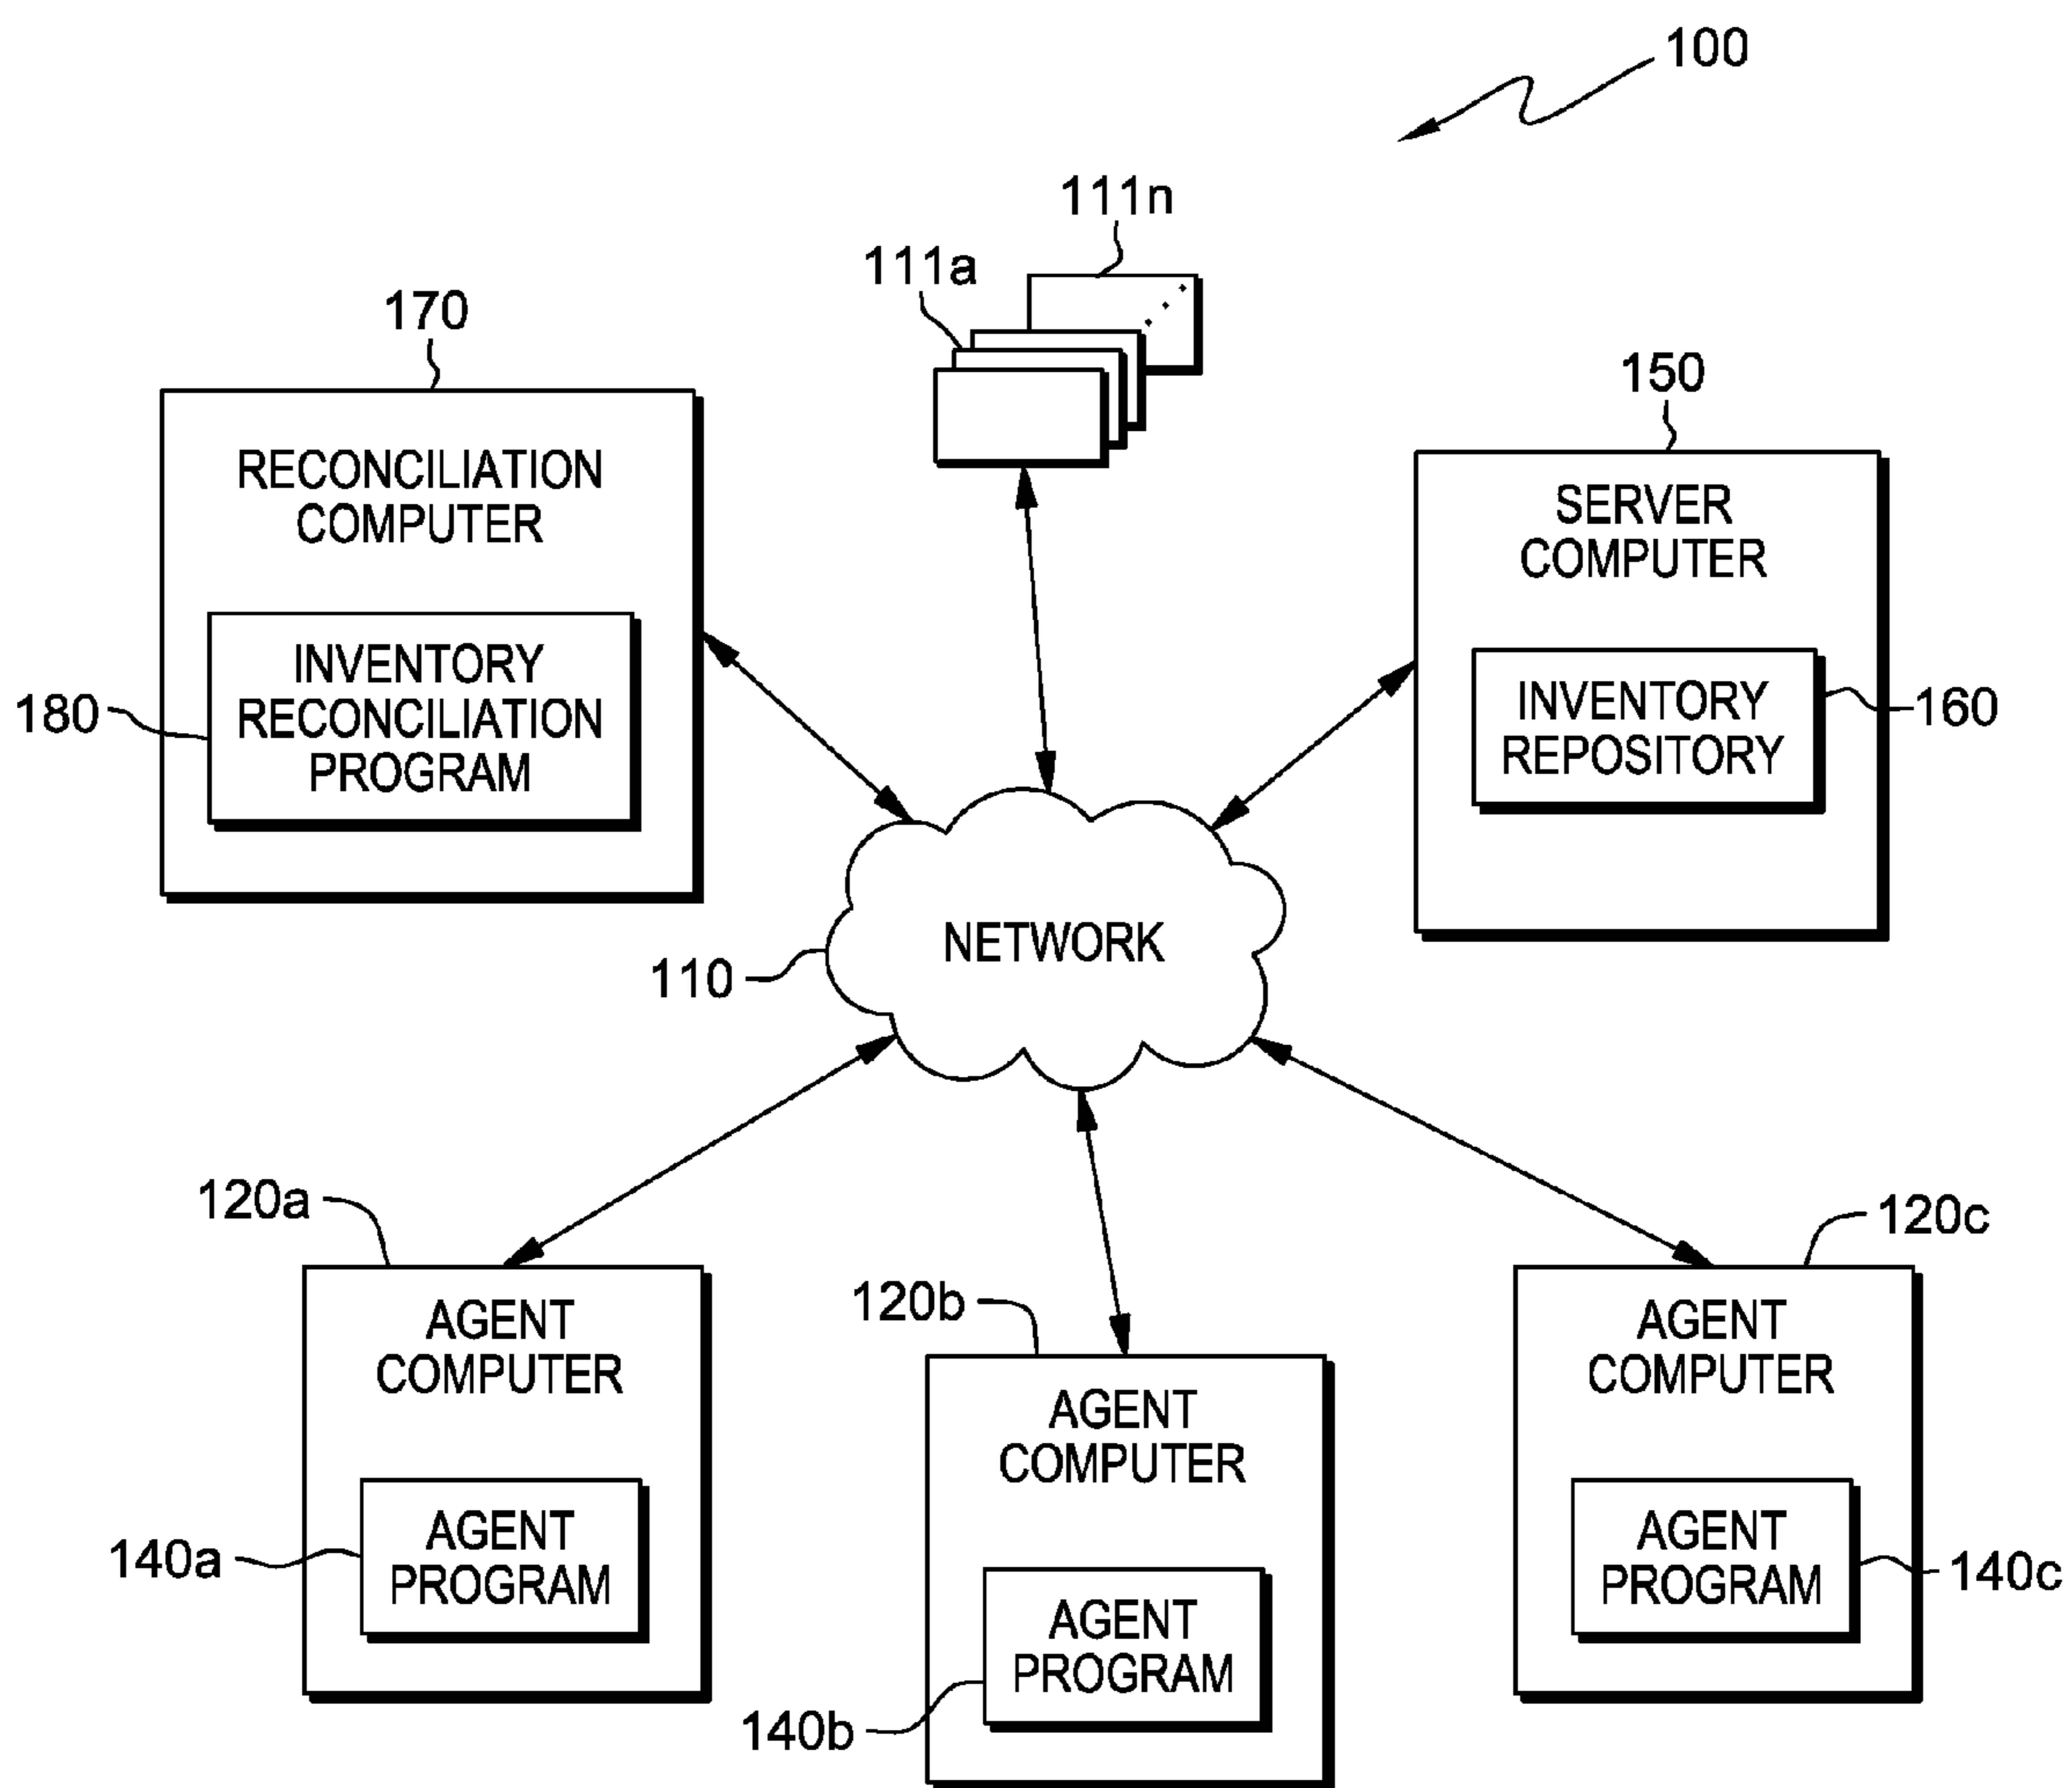 100
111n
111a
170
RECONCILIATION
COMPUTER
180
INVENTORY
RECONCILIATION
PROGRAM
150
SERVER
COMPUTER
INVENTORY
REPOSITORY
160
NETWORK
110
120a
AGENT
COMPUTER
140a
AGENT
PROGRAM
120b
AGENT
COMPUTER
140b
AGENT
PROGRAM
120c
AGENT
COMPUTER
AGENT
PROGRAM
140c